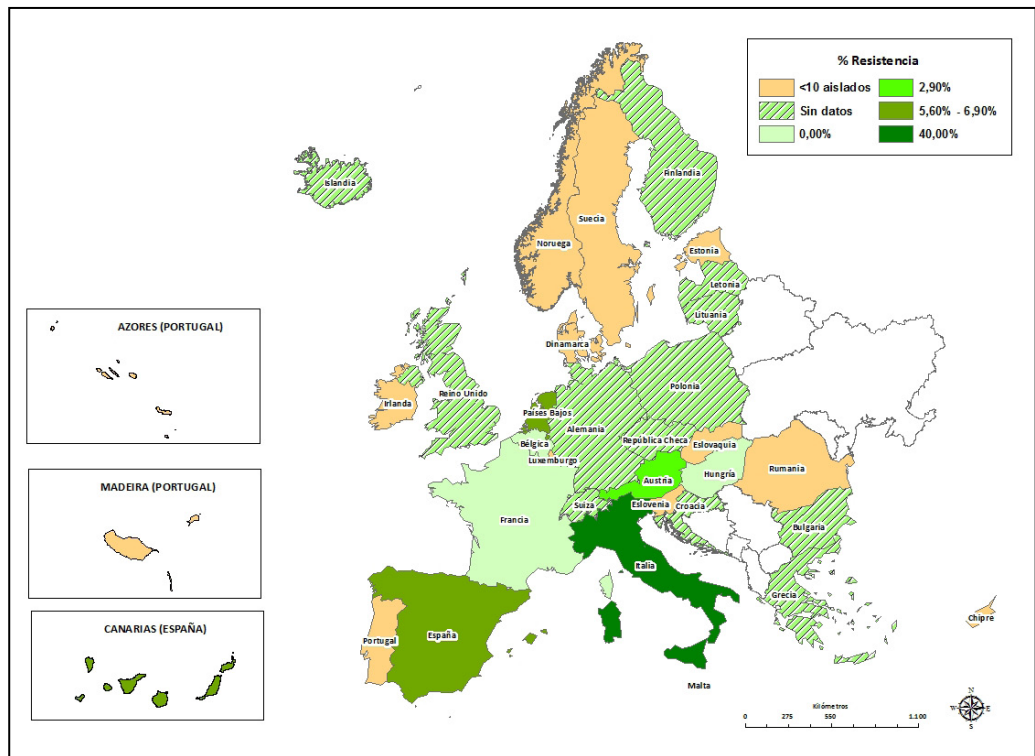 % Resistencia
<10 aislados
2,90%
Sin datos
5,60% - 6,90%
0,00%
40,00%
Islandia
Finlandia
Suecia
Noruega
Estonia
Letonia
Lituania
Dinamarca
Irlanda
Reino Unido
Países Bajos
Polonia
Alemania
Bélgica
República Checa
Luxemburgo
Eslovaquia
Hungría
Rumania
Austria
Suiza
Eslovenia
Croacia
Francia
Bulgaria
Italia
Grecia
Chipre
Portugal
España
Malta
AZORES (PORTUGAL)
MADEIRA (PORTUGAL)
CANARIAS (ESPAÑA)
Kilómetros
0 275 550 1.100
N
W E
S